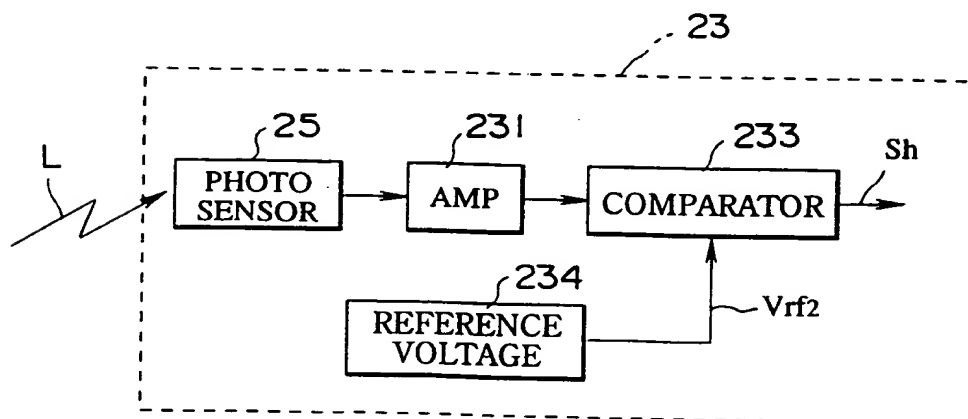 23
25
231
233
L
Sh
PHOTO
SENSOR
AMP
COMPARATOR
234
Vrf2
REFERENCE
VOLTAGE